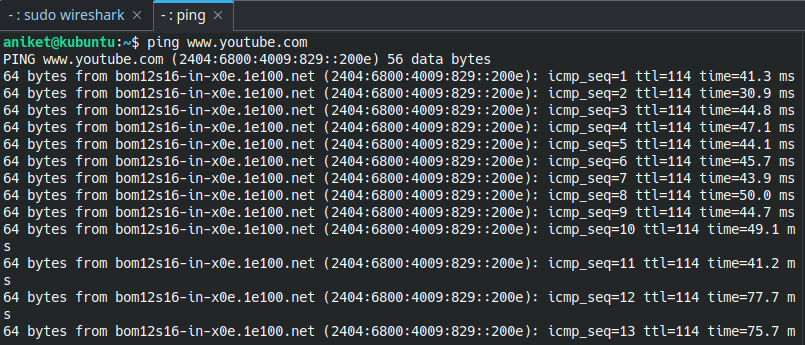 - : sudo wireshark
- : ping
aniket@kubuntu:~$ ping www.youtube.com
PING www.youtube.com (2404:6800:4009:829::200e) 56 data bytes
64 bytes from bom12s16-in-x0e.1e100.net (2404:6800:4009:829::200e): icmp_seq=1 ttl=114 time=41.3 ms
64 bytes from bom12s16-in-x0e.1e100.net (2404:6800:4009:829::200e): icmp_seq=2 ttl=114 time=30.9 ms
64 bytes from bom12s16-in-x0e.1e100.net (2404:6800:4009:829::200e): icmp_seq=3 ttl=114 time=44.8 ms
64 bytes from bom12s16-in-x0e.1e100.net (2404:6800:4009:829::200e): icmp_seq=4 ttl=114 time=47.1 ms
64 bytes from bom12s16-in-x0e.1e100.net (2404:6800:4009:829::200e): icmp_seq=5 ttl=114 time=44.1 ms
64 bytes from bom12s16-in-x0e.1e100.net (2404:6800:4009:829::200e): icmp_seq=6 ttl=114 time=45.7 ms
64 bytes from bom12s16-in-x0e.1e100.net (2404:6800:4009:829::200e): icmp_seq=7 ttl=114 time=43.9 ms
64 bytes from bom12s16-in-x0e.1e100.net (2404:6800:4009:829::200e): icmp_seq=8 ttl=114 time=50.0 ms
64 bytes from bom12s16-in-x0e.1e100.net (2404:6800:4009:829::200e): icmp_seq=9 ttl=114 time=44.7 ms
64 bytes from bom12s16-in-x0e.1e100.net (2404:6800:4009:829::200e): icmp_seq=10 ttl=114 time=49.1 m
s
64 bytes from bom12s16-in-x0e.1e100.net (2404:6800:4009:829::200e): icmp_seq=11 ttl=114 time=41.2 m
s
64 bytes from bom12s16-in-x0e.1e100.net (2404:6800:4009:829::200e): icmp_seq=12 ttl=114 time=77.7 m
s
64 bytes from bom12s16-in-x0e.1e100.net (2404:6800:4009:829::200e): icmp_seq=13 ttl=114 time=75.7 m